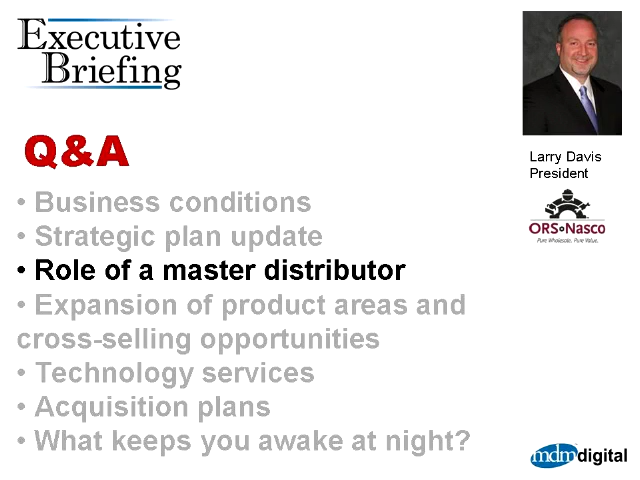 Executive
Briefing
Q&A
• Business conditions
• Strategic plan update
• Role of a master distributor
• Expansion of product areas and
cross-selling opportunities
• Technology services
• Acquisition plans
• What keeps you awake at night?
Larry Davis
President
ORS•Nasco
Pure Wholesale. Pure Value.
mdm digital